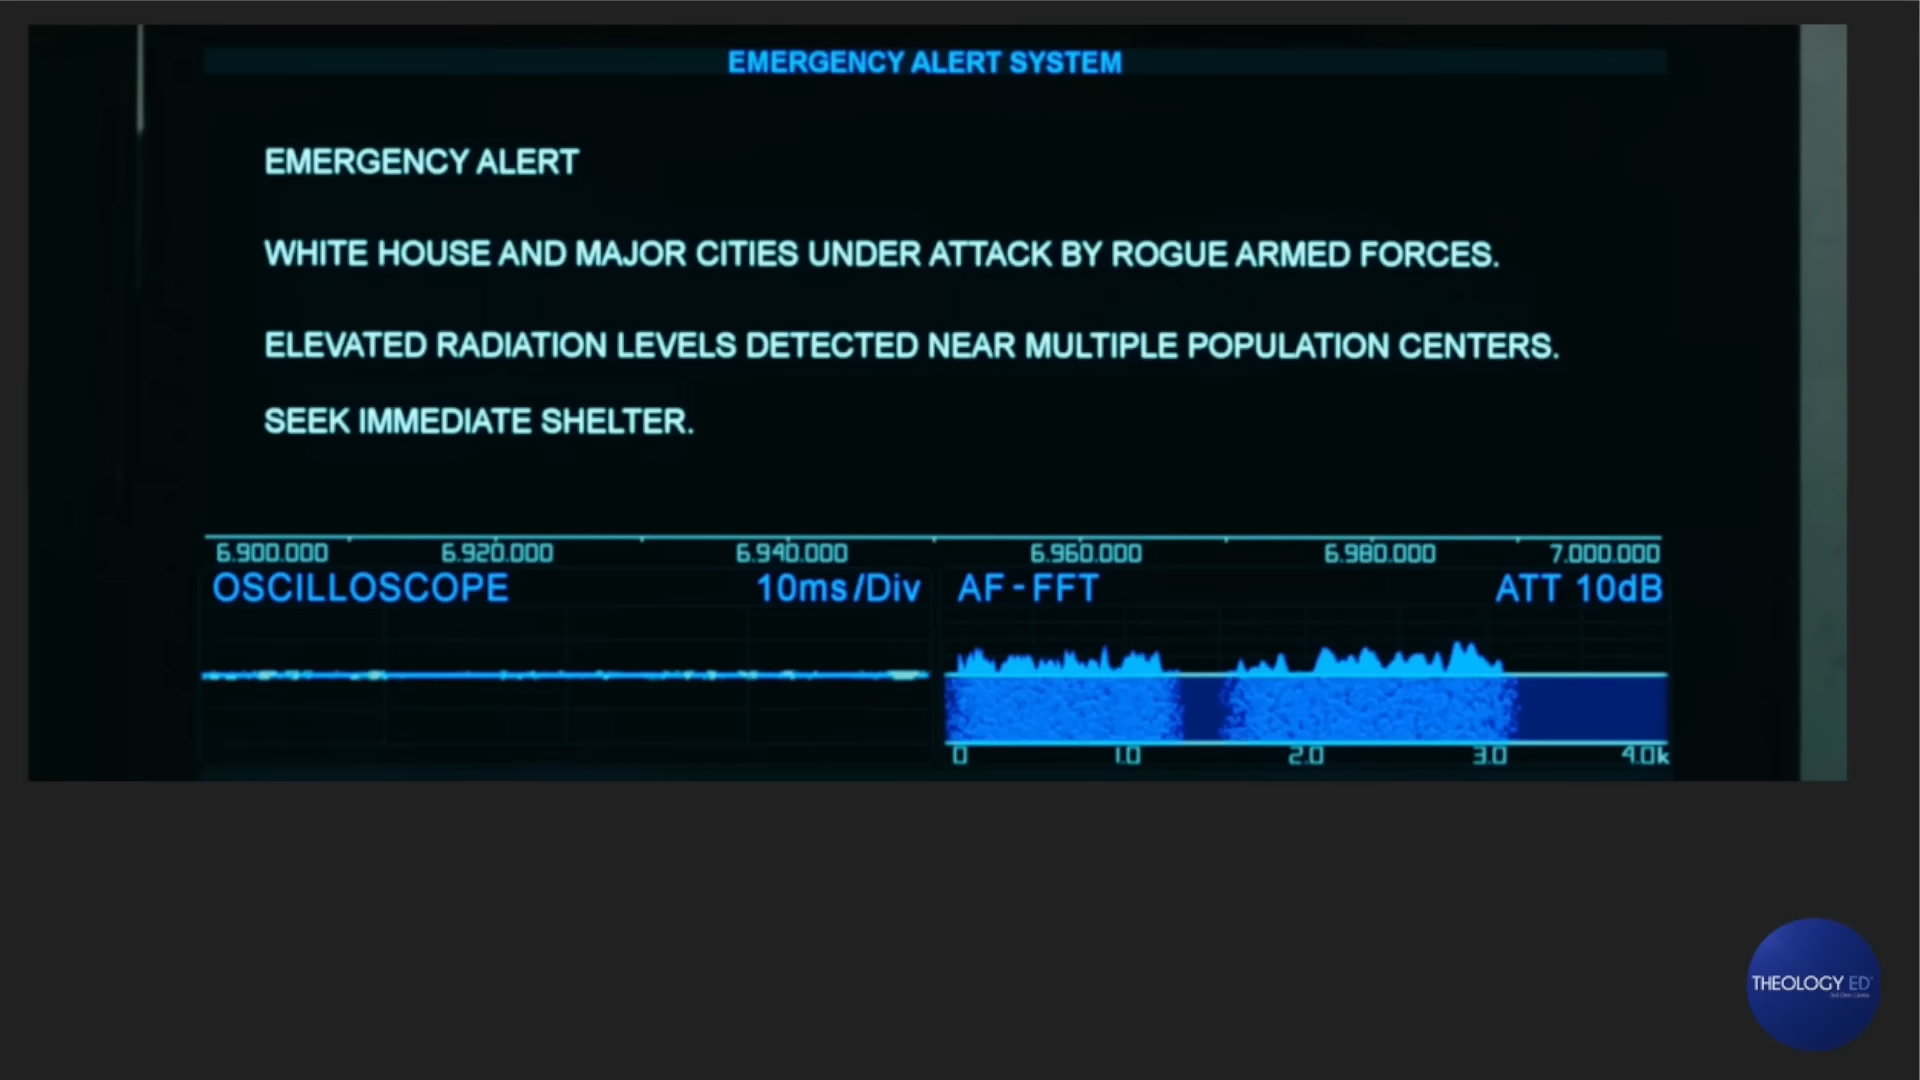 EMERGENCY ALERT SYSTEM
EMERGENCY ALERT
WHITE HOUSE AND MAJOR CITIES UNDER ATTACK BY ROGUE ARMED FORCES.
ELEVATED RADIATION LEVELS DETECTED NEAR MULTIPLE POPULATION CENTERS.
SEEK IMMEDIATE SHELTER.
6.900.000 6.920.000 6.940.000 6.960.000 6.980.000 7.000.000
OSCILLOSCOPE 10ms/Div AF-FFT ATT 10dB
0 1.0 2.0 3.0 4.0k
THEOLOGY ED